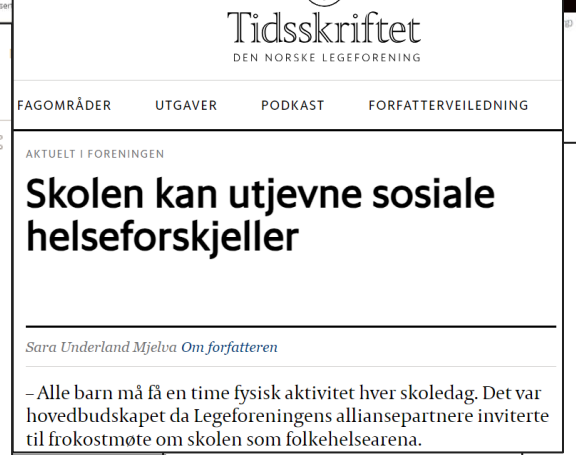 Tidsskriftet
DEN NORSKE LEGEFORENING
FAGOMRÅDER UTGAVER PODKAST FORFATTERVEILEDNING
AKTUELT I FORENINGEN
Skolen kan utjevne sosiale
helseforskjeller
Sara Underland Mjelva Om forfatteren
– Alle barn må få en time fysisk aktivitet hver skoledag. Det var
hovedbudskapet da Legeforeningens alliansepartnere inviterte
til frokostmøte om skolen som folkehelsearena.